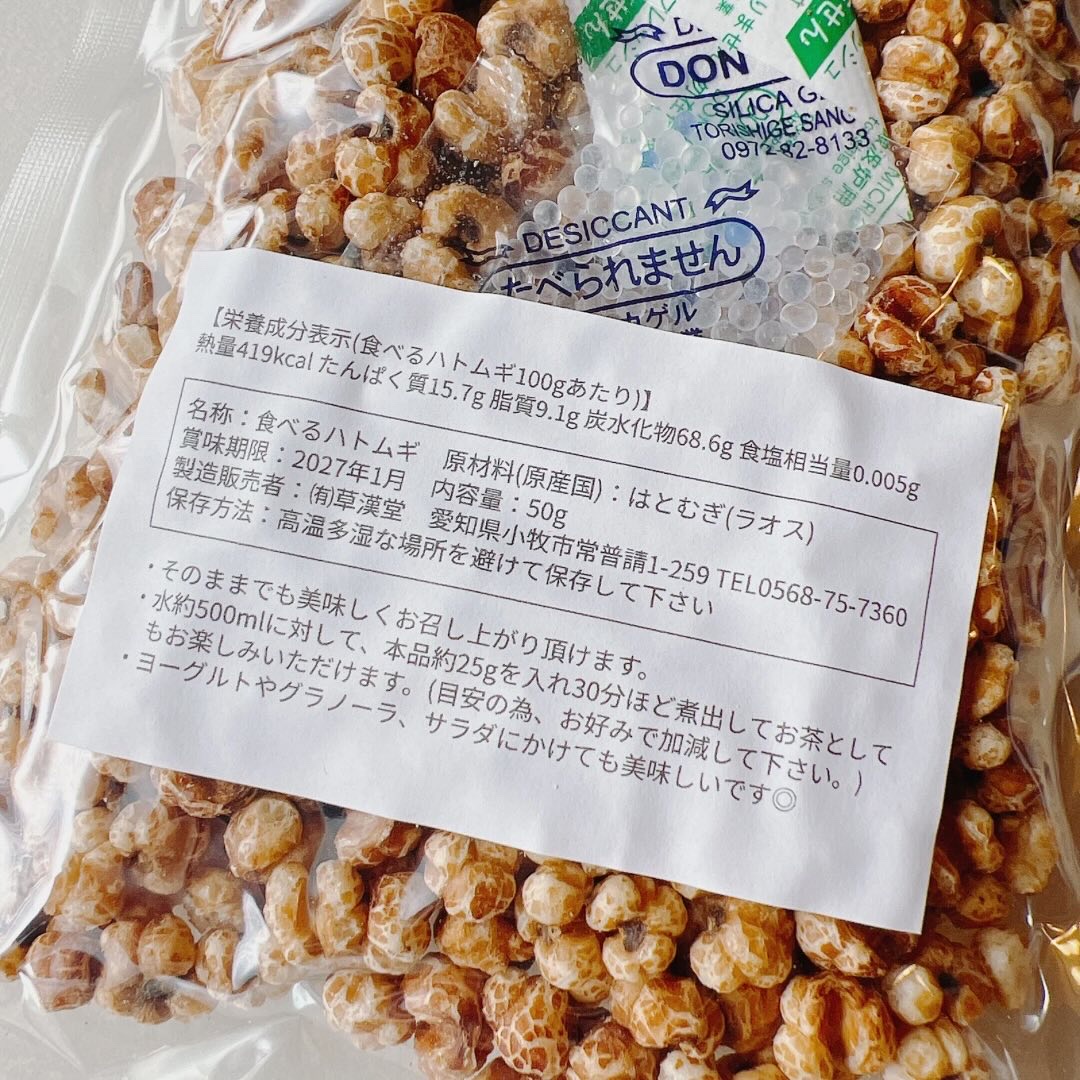 せん
DON
SILICA G
TORISHIGE SANG
0972-82-8133
DESICCANT
たべられません
カゲル
【栄養成分表示(食べるハトムギ100gあたり)】
熱量419kcal たんぱく質15.7g 脂質9.1g 炭水化物68.6g 食塩相当量0.005g
名称：食べるハトムギ 原材料(原産国)：はとむぎ(ラオス)
賞味期限：2027年1月 内容量：50g
製造販売者：㈲草漢堂 愛知県小牧市常普請1-259 TEL0568-75-7360
保存方法：高温多湿な場所を避けて保存して下さい
・そのままでも美味しくお召し上がり頂けます。
・水約500mlに対して、本品約25gを入れ30分ほど煮出してお茶として
もお楽しみいただけます。(目安の為、お好みで加減して下さい。)
・ヨーグルトやグラノーラ、サラダにかけても美味しいです◎